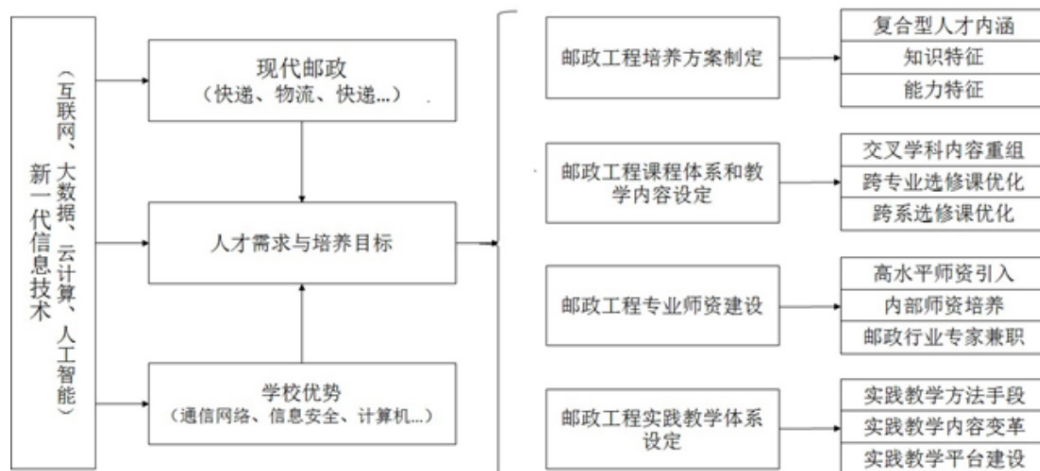 新一代信息技术
（互联网、大数据、云计算、人工智能）
现代邮政
（快递、物流、快递...）
人才需求与培养目标
学校优势
（通信网络、信息安全、计算机...）
邮政工程培养方案制定
复合型人才内涵
知识特征
能力特征
邮政工程课程体系和教
学内容设定
交叉学科内容重组
跨专业选修课优化
跨系选修课优化
邮政工程专业师资建设
高水平师资引入
内部师资培养
邮政行业专家兼职
邮政工程实践教学体系
设定
实践教学方法手段
实践教学内容变革
实践教学平台建设